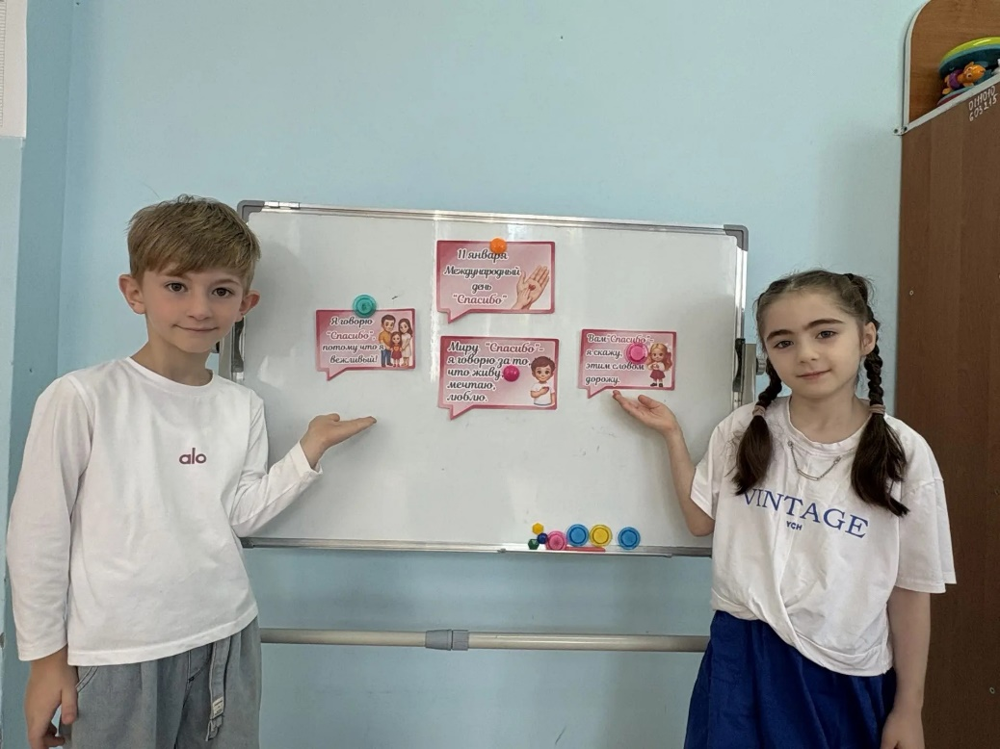 11 января
Международный
день
"Спасибо"
Я говорю
"Спасибо",
потому что я
вежливый!
Миру "Спасибо"-
я говорю за то,
что живу,
мечтаю,
люблю.
Вам "Спасибо"-
я скажу,
этим словом
дорожу.
alo
VINTAGE
YCH